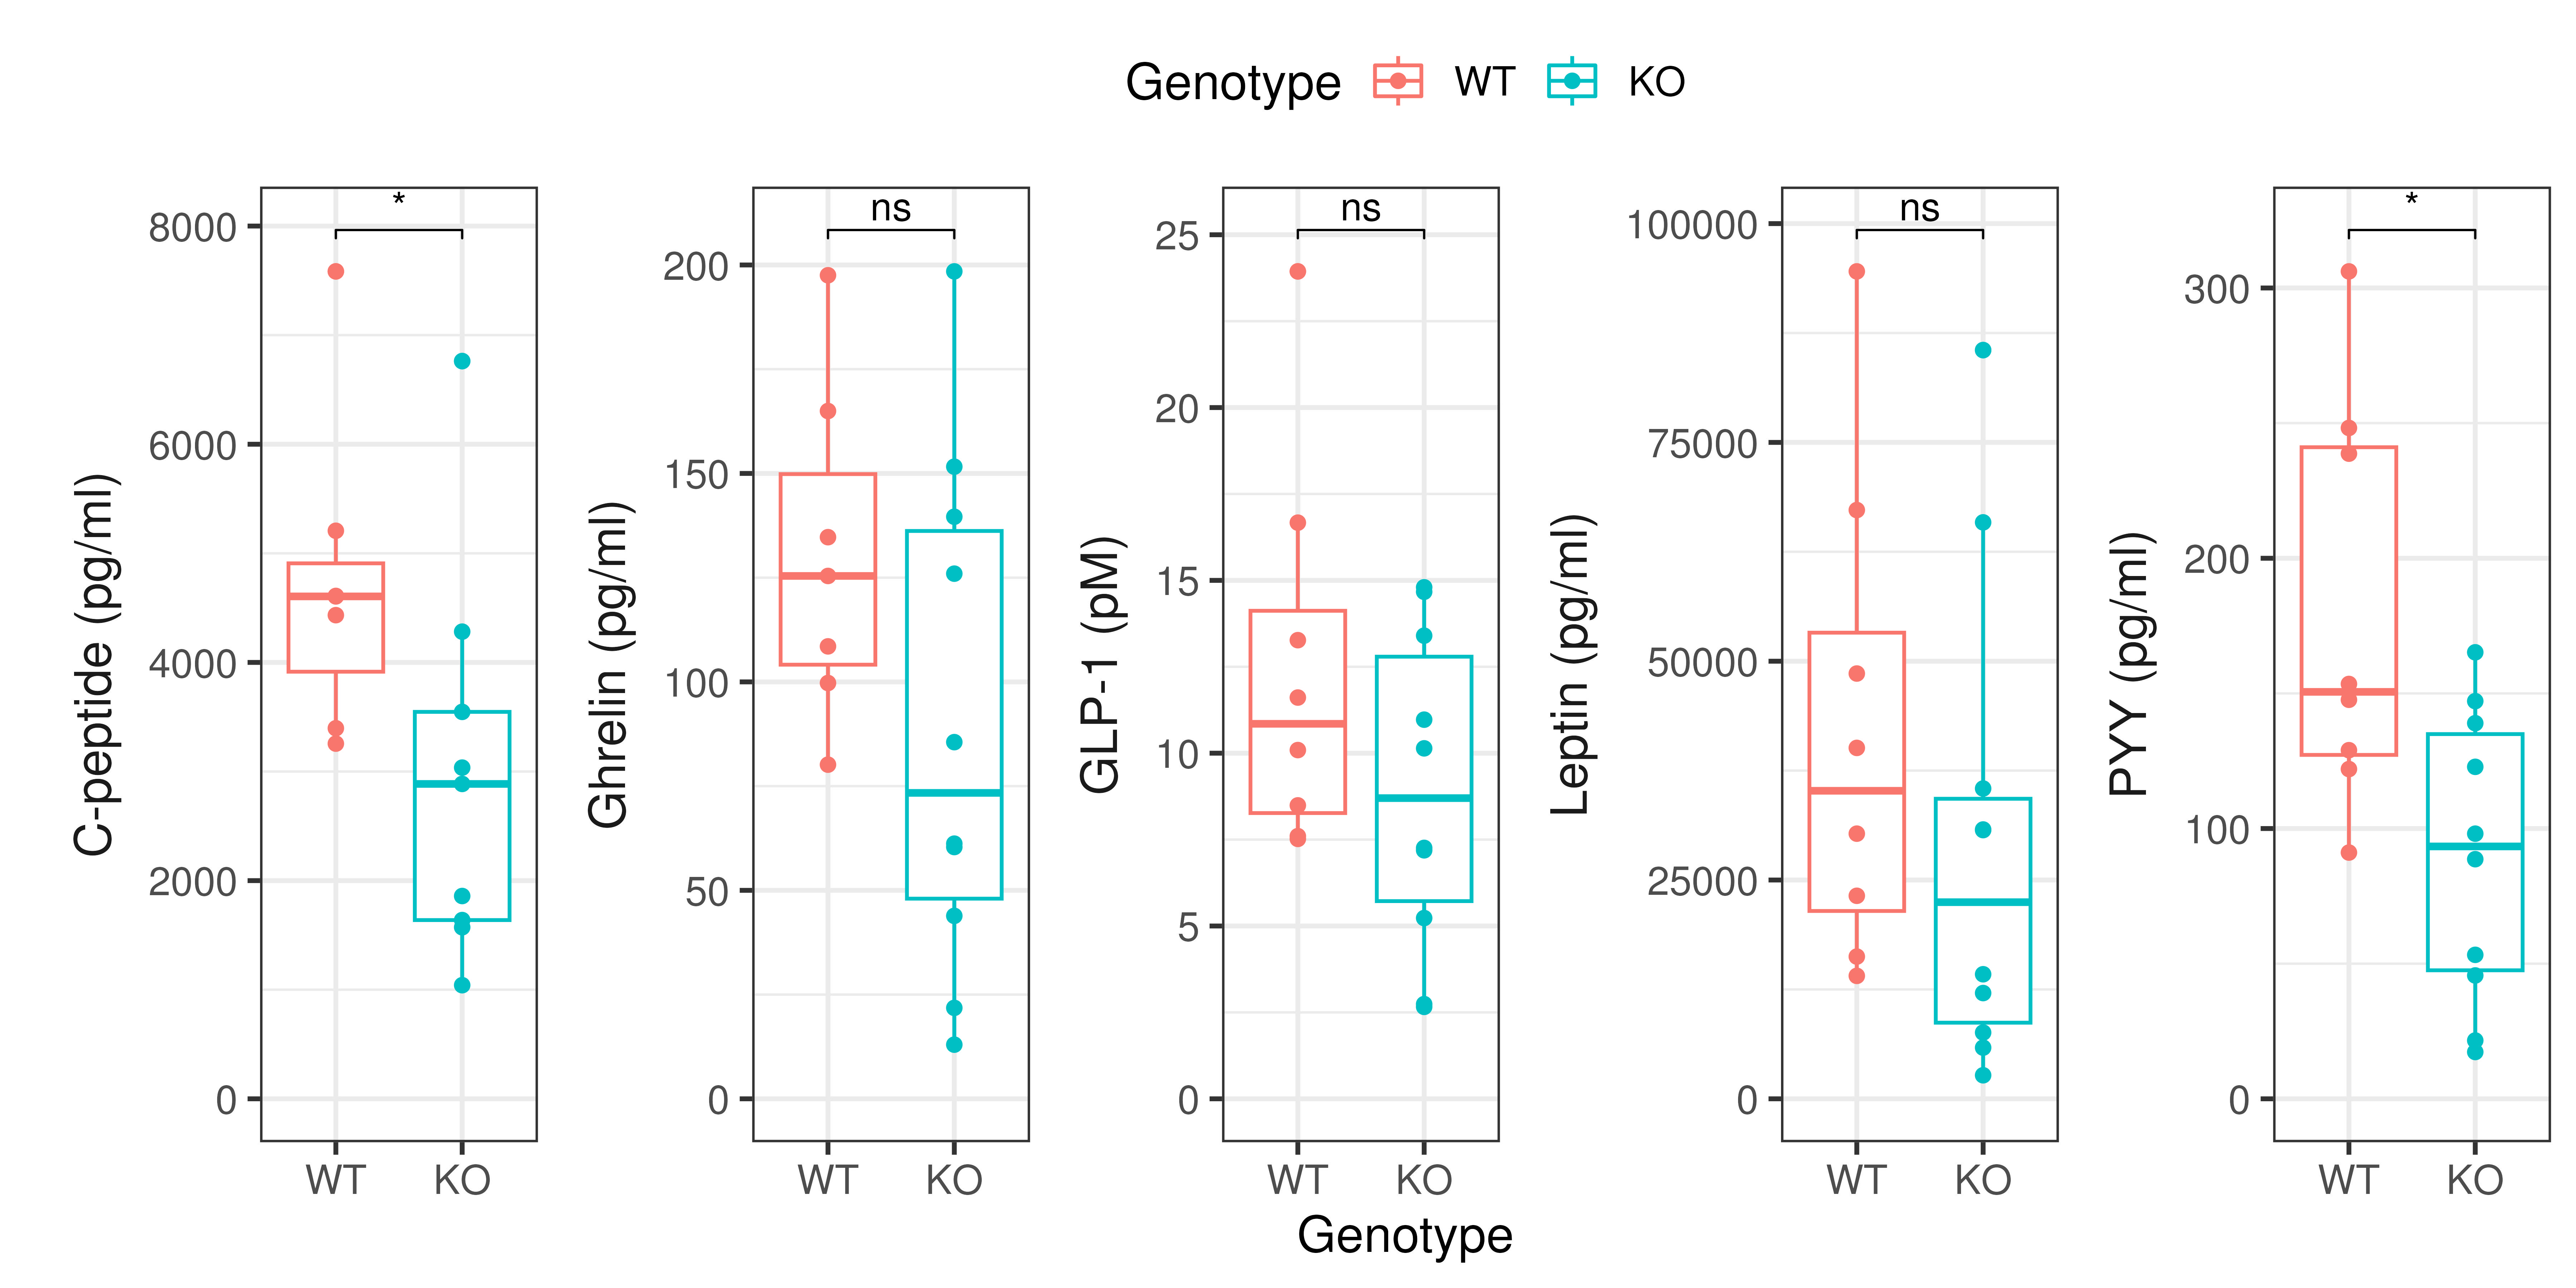 Genotype WT KO
C-peptide (pg/ml)
8000
6000
4000
2000
0
*
WT KO
Ghrelin (pg/ml)
200
150
100
50
0
ns
WT KO
GLP-1 (pM)
25
20
15
10
5
0
ns
WT KO
Leptin (pg/ml)
100000
75000
50000
25000
0
ns
WT KO
PYY (pg/ml)
300
200
100
0
*
WT KO
Genotype